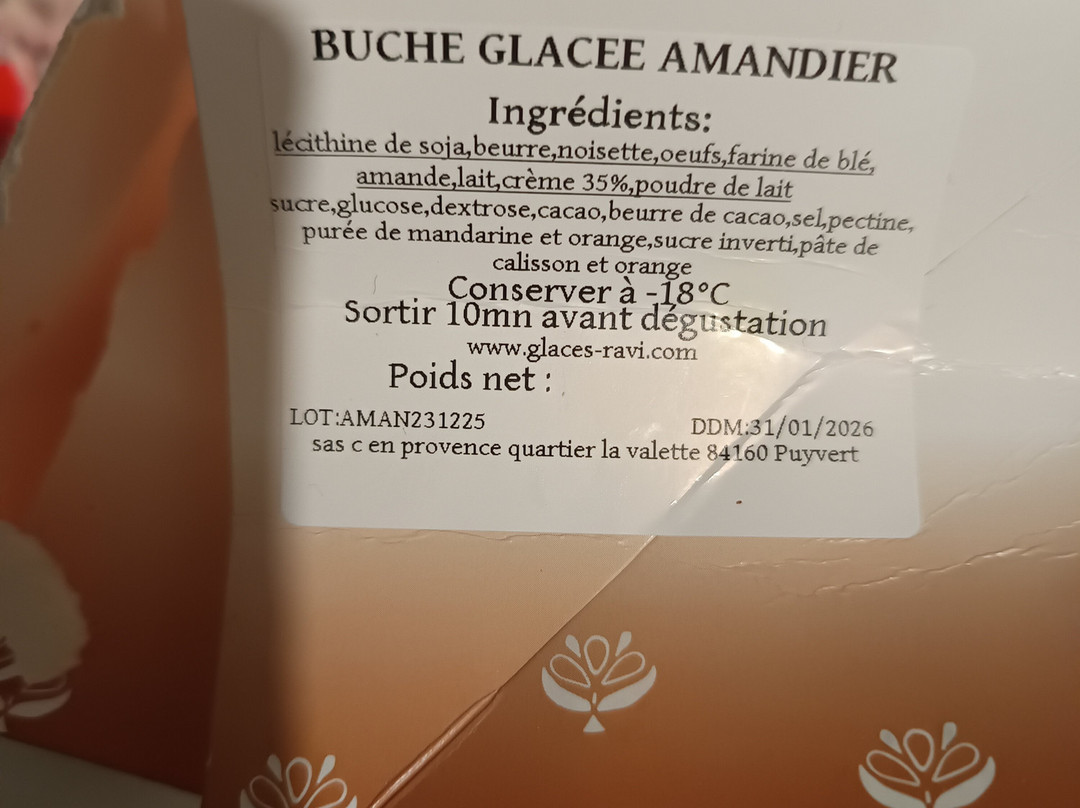 BUCHE GLACEE AMANDIER
Ingrédients:
lécithine de soja,beurre,noisette,oeufs,farine de blé,
amande,lait,crème 35%,poudre de lait
sucre,glucose,dextrose,cacao,beurre de cacao,sel,pectine,
purée de mandarine et orange,sucre inverti,pâte de
calisson et orange
Conserver à -18°C
Sortir 10mn avant dégustation
www.glaces-ravi.com
Poids net :
LOT:AMAN231225 DDM:31/01/2026
sas c en provence quartier la valette 84160 Puyvert